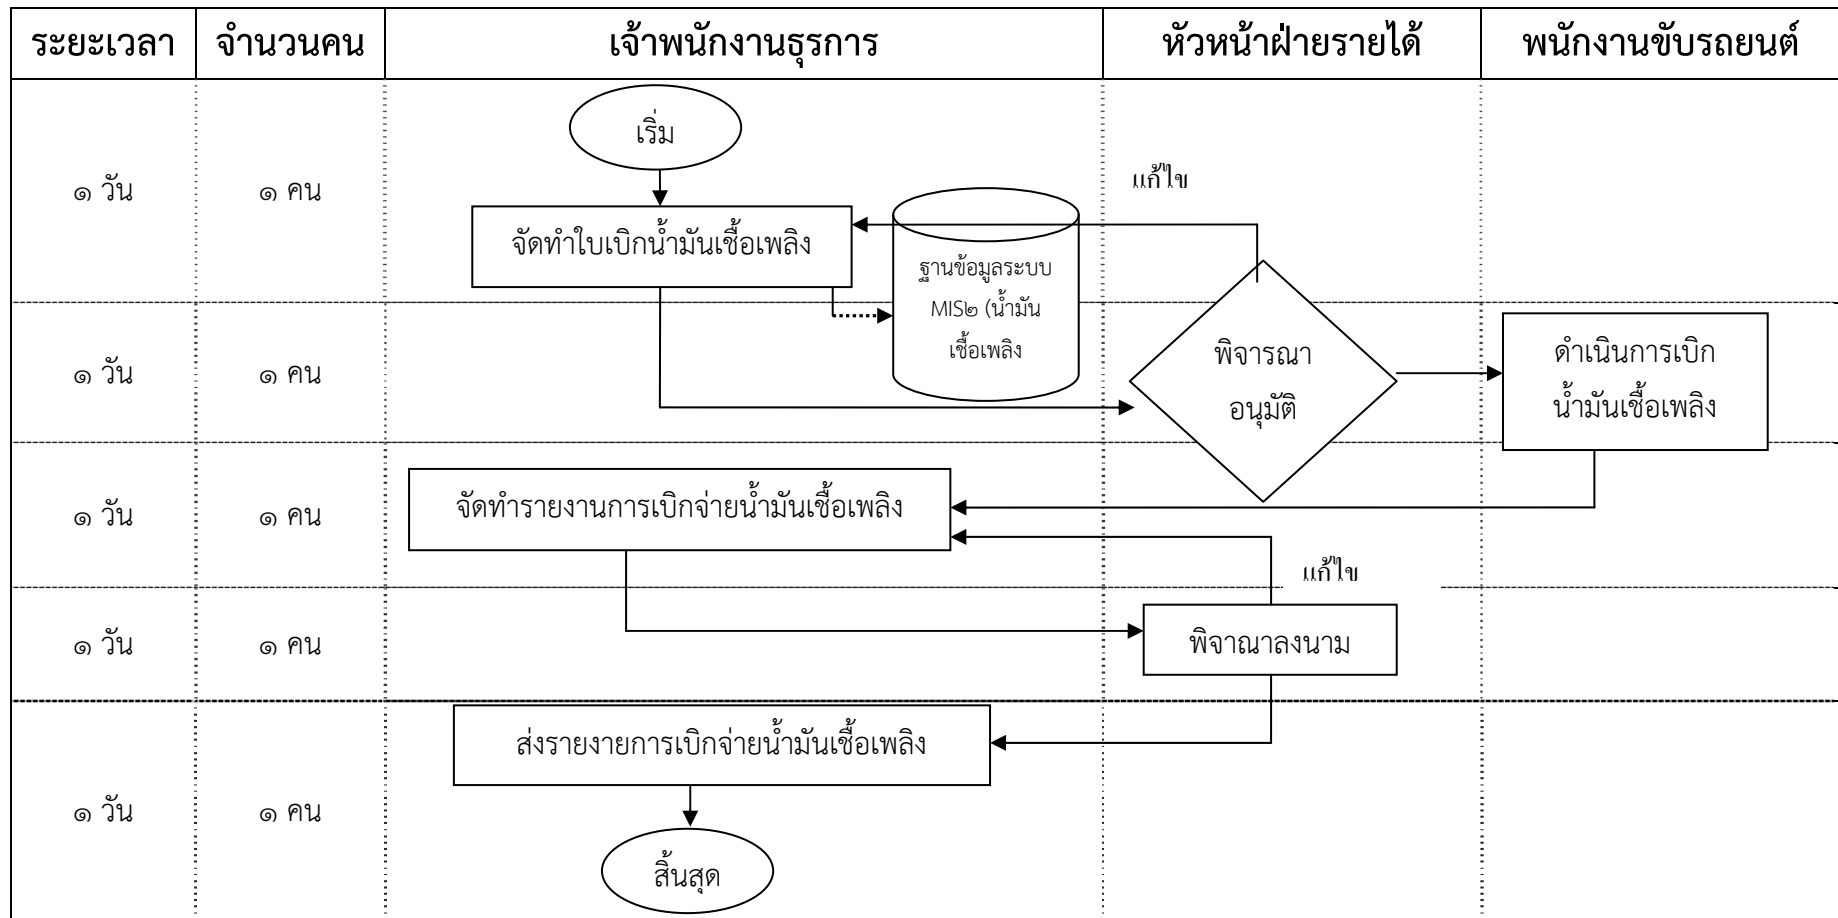 ระยะเวลา จำนวนคน เจ้าพนักงานธุรการ หัวหน้าฝ่ายรายได้ พนักงานขับรถยนต์
เริ่ม
๑ วัน ๑ คน
แก้ไข
จัดทำใบเบิกน้ำมันเชื้อเพลิง
ฐานข้อมูลระบบ
MIS๒ (น้ำมัน
เชื้อเพลิง
๑ วัน ๑ คน
พิจารณา
อนุมัติ
ดำเนินการเบิก
น้ำมันเชื้อเพลิง
๑ วัน ๑ คน
จัดทำรายงานการเบิกจ่ายน้ำมันเชื้อเพลิง
แก้ไข
๑ วัน ๑ คน
พิจาณาลงนาม
ส่งรายงายการเบิกจ่ายน้ำมันเชื้อเพลิง
๑ วัน ๑ คน
สิ้นสุด